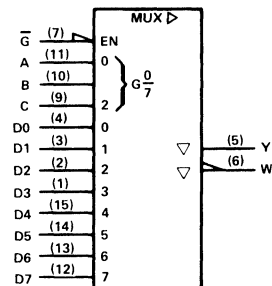 MUX ▷
G̅ (7) EN
A (11) 0
B (10) G 0/7
C (9) 2
D0 (4) 0
D1 (3) 1 ▽ (5) Y
D2 (2) 2 ▽ (6) W
D3 (1) 3
D4 (15) 4
D5 (14) 5
D6 (13) 6
D7 (12) 7